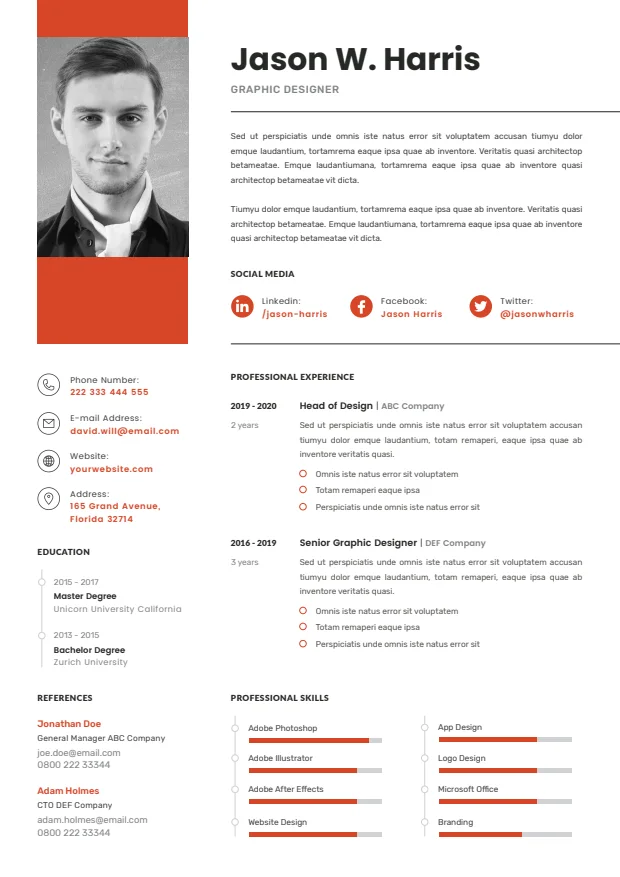 Jason W. Harris
GRAPHIC DESIGNER
Sed ut perspiciatis unde omnis iste natus error sit voluptatem accusan tiumyu dolor
emque laudantium, tortamrema eaque ipsa quae ab inventore. Veritatis quasi architectop
betameatae. Emque laudantiumana, tortamrema eaque ipsa quae ab inventore quasi
architectop betameatae vit dicta.
Tiumyu dolor emque laudantium, tortamrema eaque ipsa quae ab inventore. Veritatis quasi
architectop betameatae. Emque laudantiumana, tortamrema eaque ipsa quae ab inventore
quasi architectop betameatae vit dicta.
SOCIAL MEDIA
Linkedin:
/jason-harris
Facebook:
Jason Harris
Twitter:
@jasonwharris
Phone Number:
222 333 444 555
E-mail Address:
david.will@email.com
Website:
yourwebsite.com
Address:
165 Grand Avenue,
Florida 32714
EDUCATION
2015 - 2017
Master Degree
Unicorn University California
2013 - 2015
Bachelor Degree
Zurich University
REFERENCES
Jonathan Doe
General Manager ABC Company
joe.doe@email.com
0800 222 33344
Adam Holmes
CTO DEF Company
adam.holmes@email.com
0800 222 33344
PROFESSIONAL EXPERIENCE
2019 - 2020
2 years
Head of Design | ABC Company
Sed ut perspiciatis unde omnis iste natus error sit voluptatem accusan
tiumyu dolor emque laudantium, totam remaperi, eaque ipsa quae ab
inventore veritatis quasi.
Omnis iste natus error sit voluptatem
Totam remaperi eaque ipsa
Perspiciatis unde omnis iste natus error sit
2016 - 2019
3 years
Senior Graphic Designer | DEF Company
Sed ut perspiciatis unde omnis iste natus error sit voluptatem accusan
tiumyu dolor emque laudantium, totam remaperi, eaque ipsa quae ab
inventore veritatis quasi.
Omnis iste natus error sit voluptatem
Totam remaperi eaque ipsa
Perspiciatis unde omnis iste natus error sit
PROFESSIONAL SKILLS
Adobe Photoshop
Adobe Illustrator
Adobe After Effects
Website Design
App Design
Logo Design
Microsoft Office
Branding